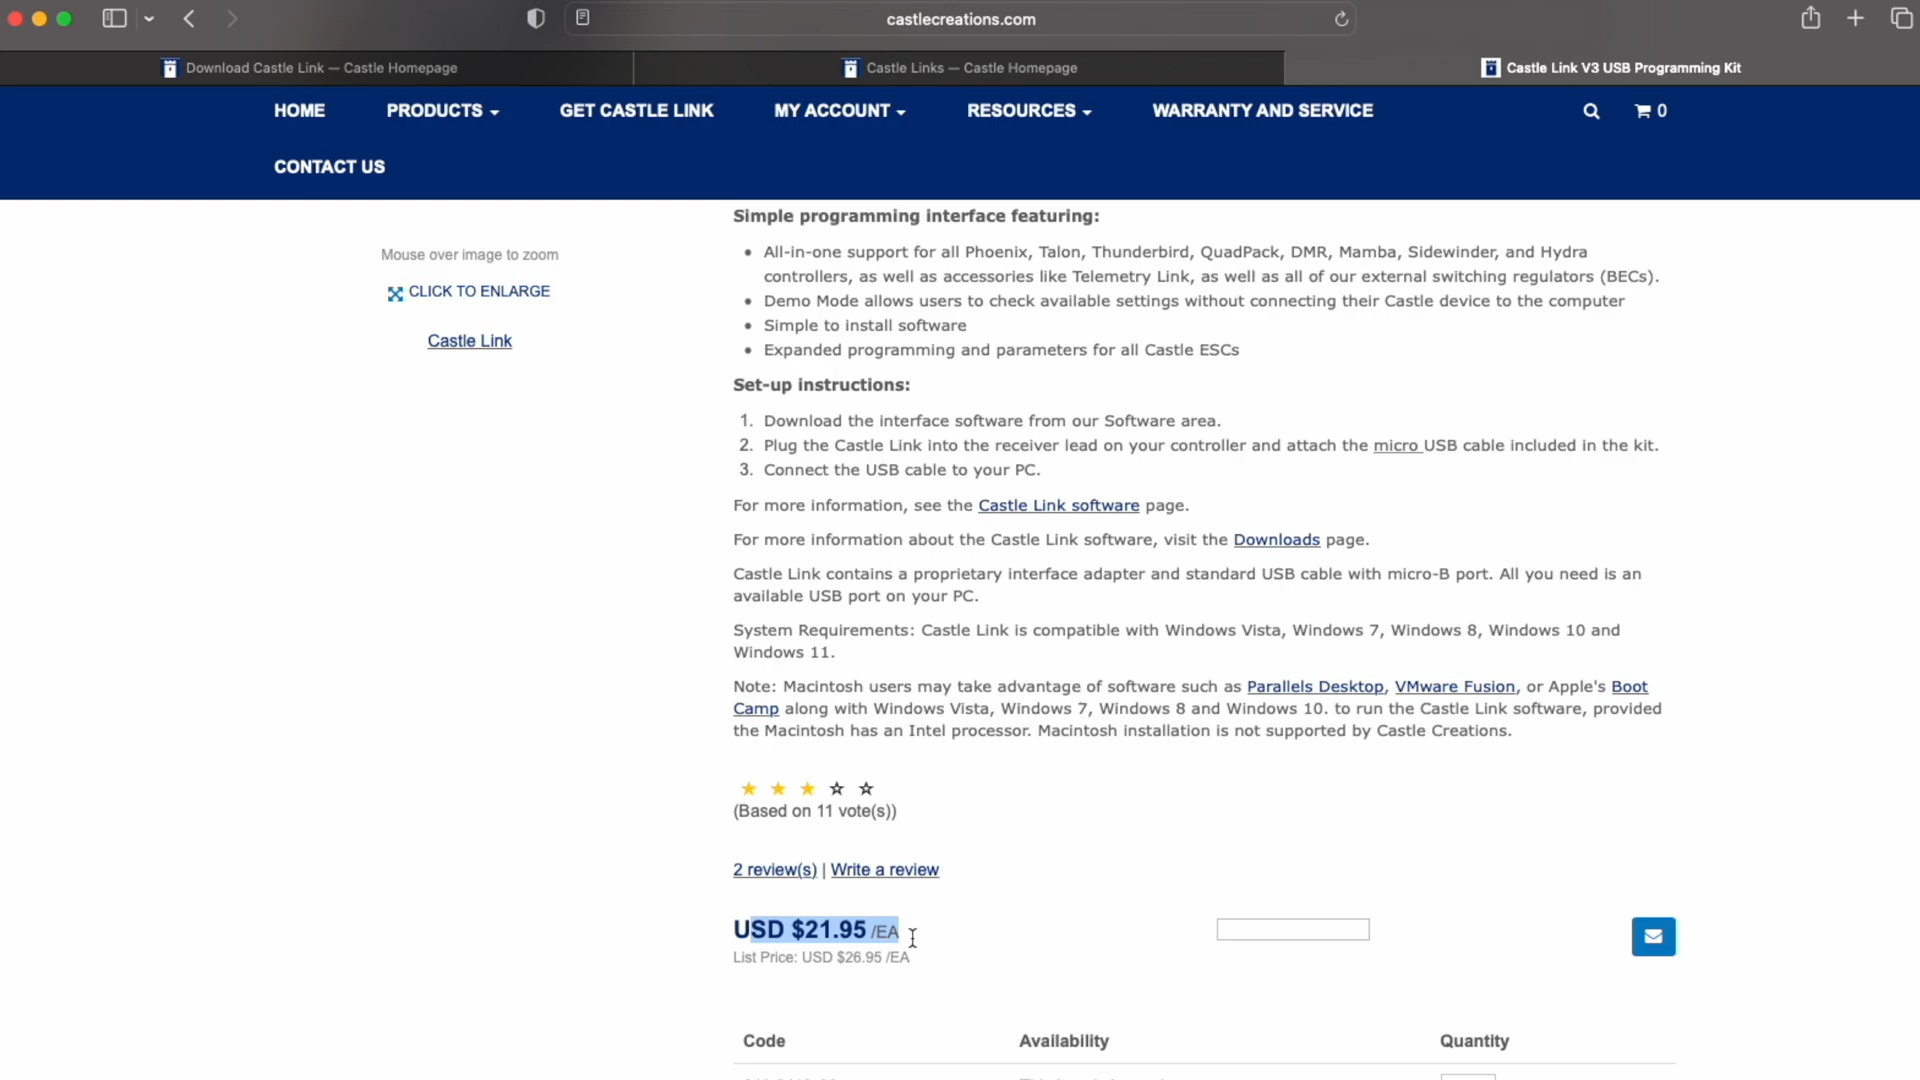 castlecreations.com
Download Castle Link — Castle Homepage
Castle Links — Castle Homepage
Castle Link V3 USB Programming Kit
HOME PRODUCTS GET CASTLE LINK MY ACCOUNT RESOURCES WARRANTY AND SERVICE 0
CONTACT US
Mouse over image to zoom
CLICK TO ENLARGE
Castle Link
Simple programming interface featuring:
• All-in-one support for all Phoenix, Talon, Thunderbird, QuadPack, DMR, Mamba, Sidewinder, and Hydra
controllers, as well as accessories like Telemetry Link, as well as all of our external switching regulators (BECs).
• Demo Mode allows users to check available settings without connecting their Castle device to the computer
• Simple to install software
• Expanded programming and parameters for all Castle ESCs
Set-up instructions:
1. Download the interface software from our Software area.
2. Plug the Castle Link into the receiver lead on your controller and attach the micro USB cable included in the kit.
3. Connect the USB cable to your PC.
For more information, see the Castle Link software page.
For more information about the Castle Link software, visit the Downloads page.
Castle Link contains a proprietary interface adapter and standard USB cable with micro-B port. All you need is an
available USB port on your PC.
System Requirements: Castle Link is compatible with Windows Vista, Windows 7, Windows 8, Windows 10 and
Windows 11.
Note: Macintosh users may take advantage of software such as Parallels Desktop, VMware Fusion, or Apple's Boot
Camp along with Windows Vista, Windows 7, Windows 8 and Windows 10. to run the Castle Link software, provided
the Macintosh has an Intel processor. Macintosh installation is not supported by Castle Creations.
(Based on 11 vote(s))
2 review(s) | Write a review
USD $21.95 /EA
List Price: USD $26.95 /EA
Code Availability Quantity